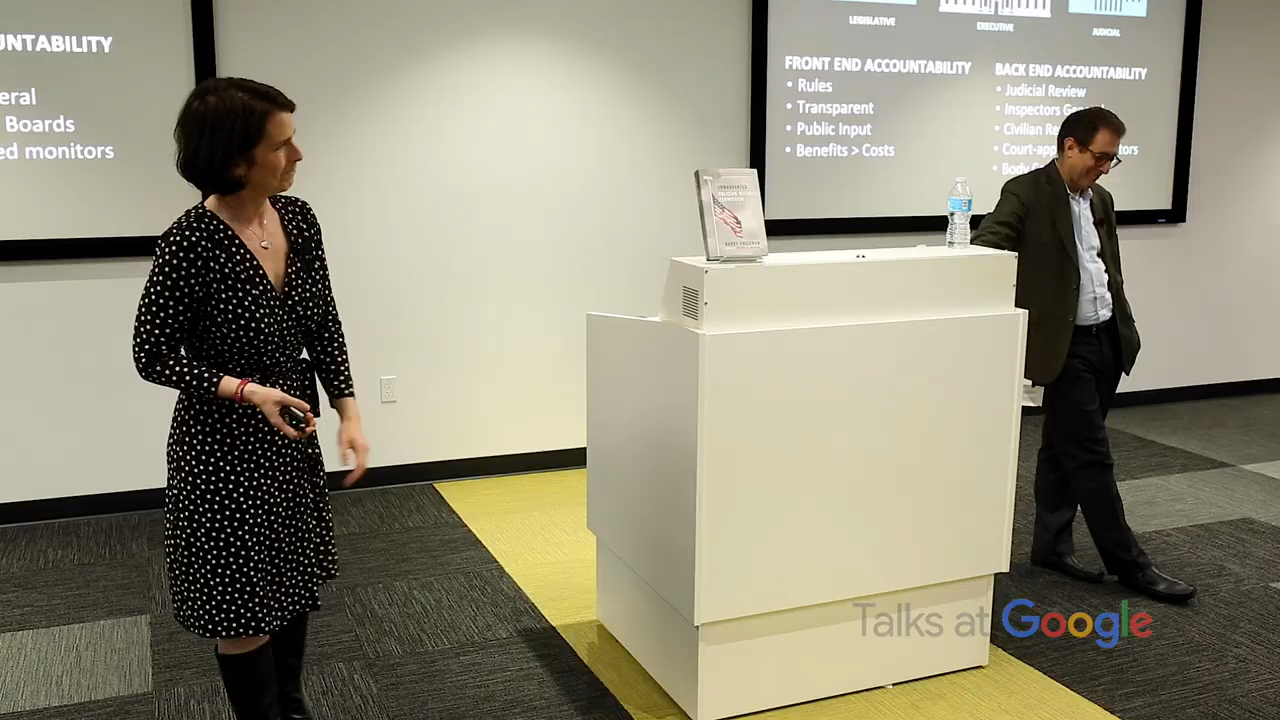 UNTABILITY
eral
Boards
ed monitors
LEGISLATIVE
EXECUTIVE
JUDICIAL
FRONT END ACCOUNTABILITY
• Rules
• Transparent
• Public Input
• Benefits > Costs
BACK END ACCOUNTABILITY
• Judicial Review
• Inspectors Gen
• Civilian Re
• Court-app tors
• Body C
UNWARRANTED
POLICING WITHOUT
PERMISSION
BARRY FRIEDMAN
Talks at Google